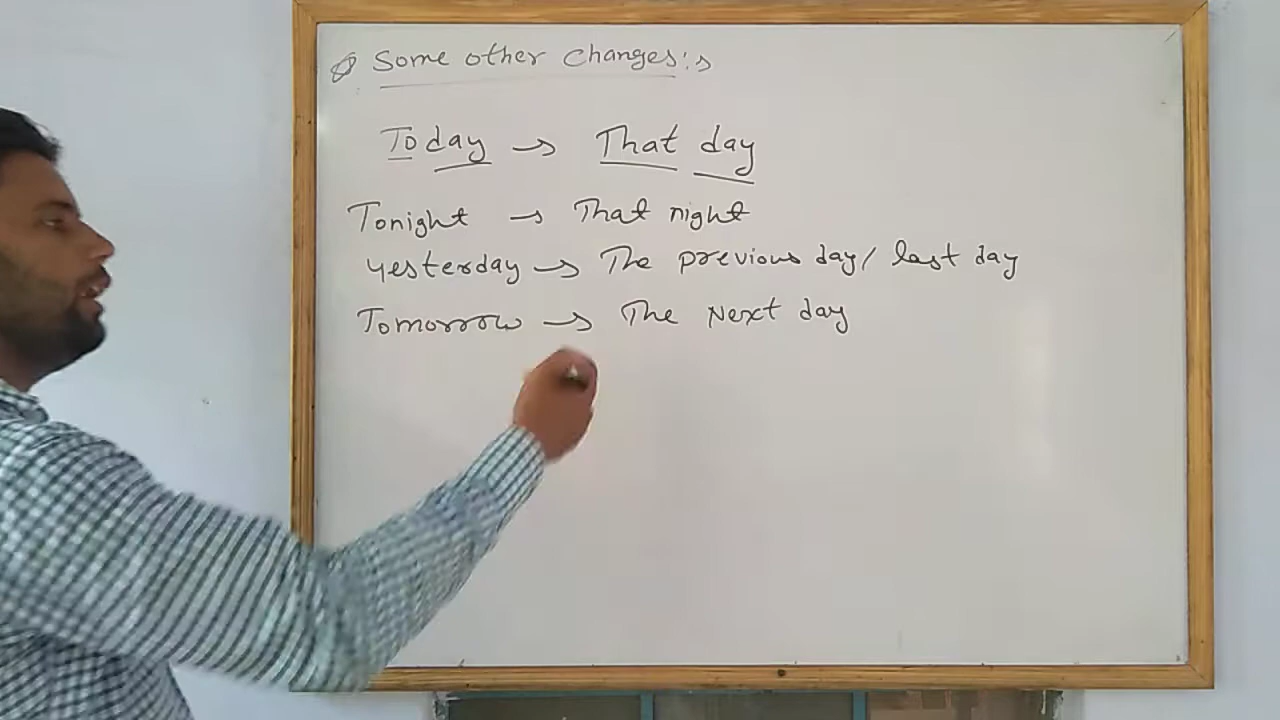 Some other changes:s
Today → That day
Tonight → That night
Yesterday → The previous day/ last day
Tomorrow → The Next day